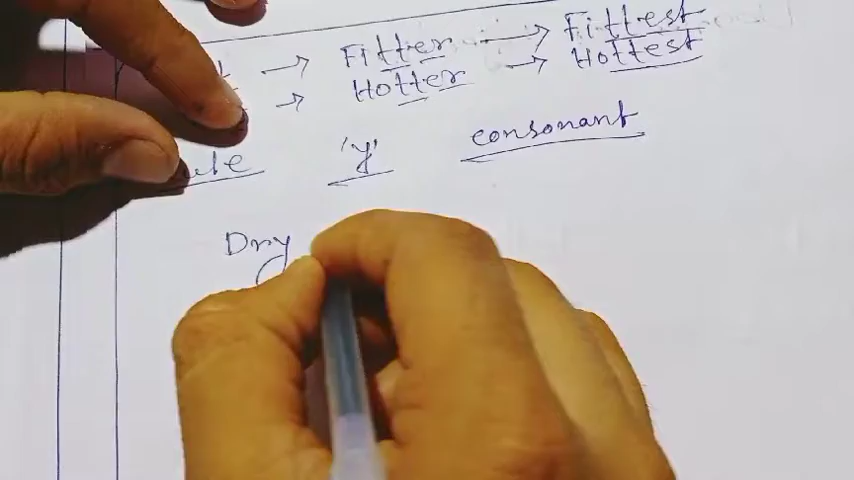 → Fitter → Fittest
→ Hotter → Hottest
'y' consonant
Dry